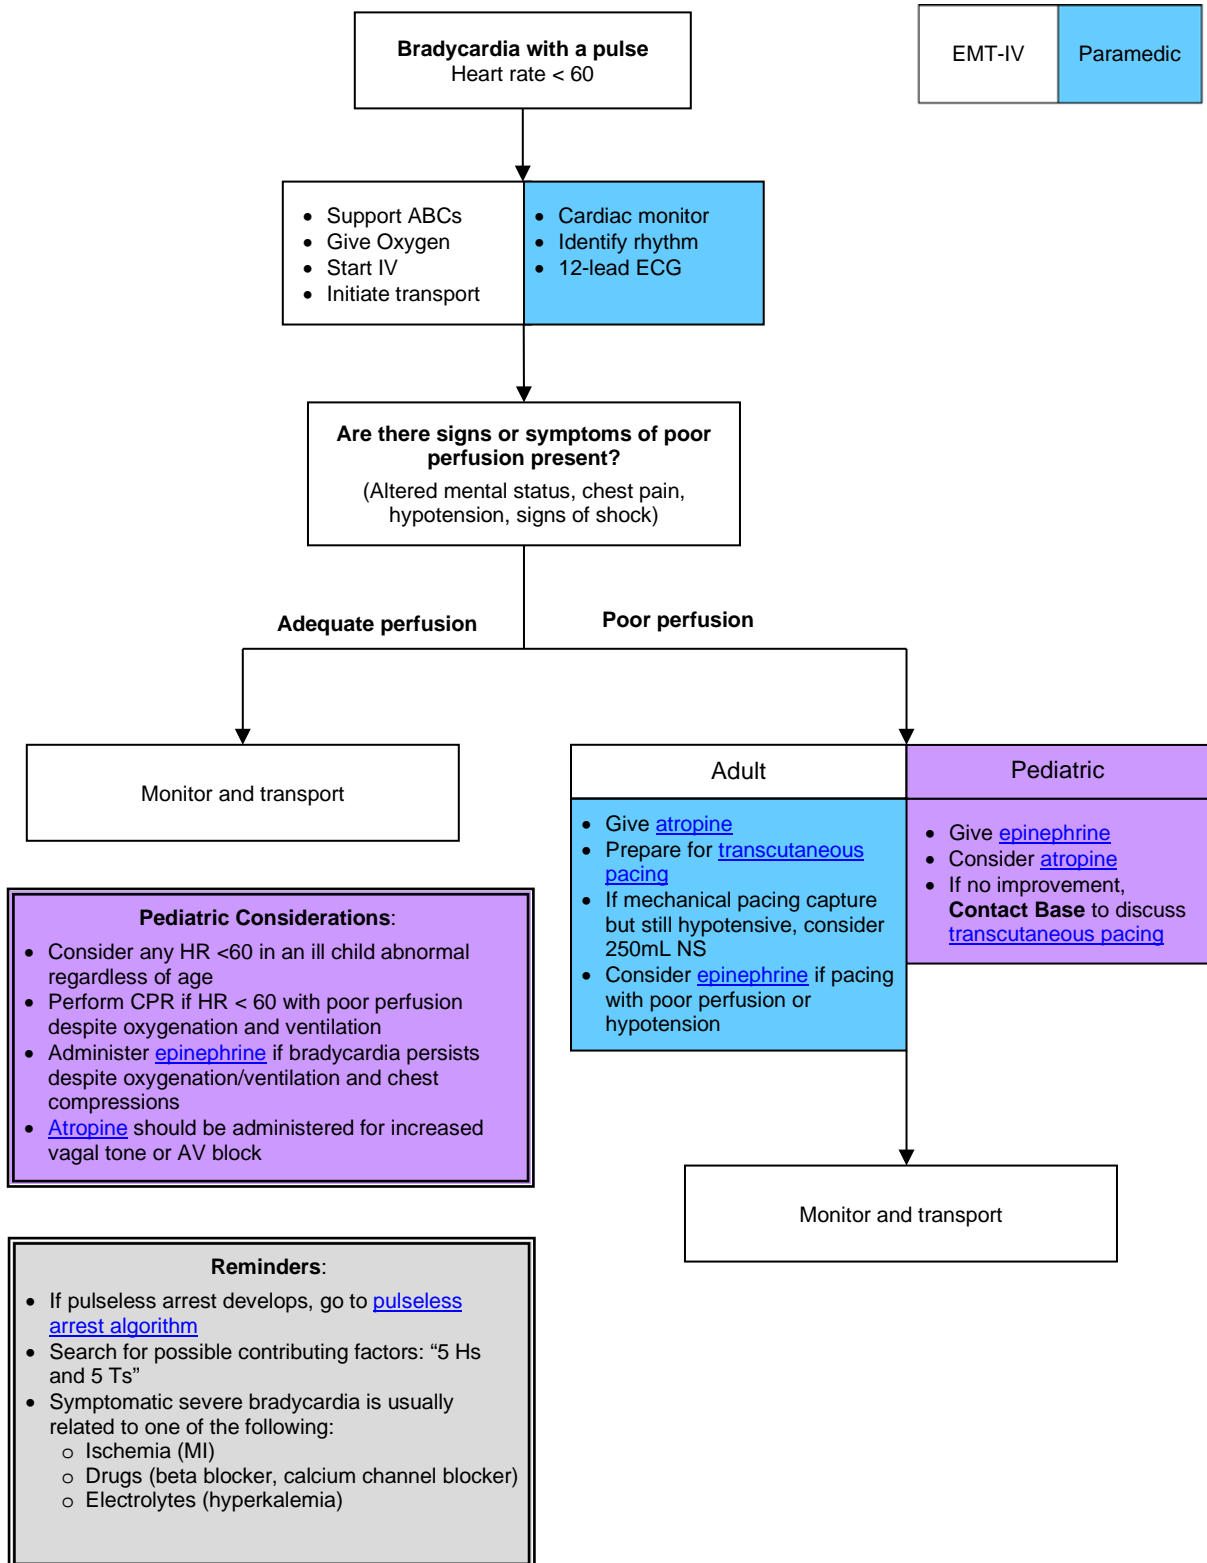 Bradycardia with a pulse
Heart rate < 60
EMT-IV
Paramedic
• Support ABCs
• Give Oxygen
• Start IV
• Initiate transport
• Cardiac monitor
• Identify rhythm
• 12-lead ECG
Are there signs or symptoms of poor
perfusion present?
(Altered mental status, chest pain,
hypotension, signs of shock)
Adequate perfusion
Poor perfusion
Monitor and transport
Adult
• Give atropine
• Prepare for transcutaneous
pacing
• If mechanical pacing capture
but still hypotensive, consider
250mL NS
• Consider epinephrine if pacing
with poor perfusion or
hypotension
Pediatric
• Give epinephrine
• Consider atropine
• If no improvement,
Contact Base to discuss
transcutaneous pacing
Pediatric Considerations:
• Consider any HR <60 in an ill child abnormal
regardless of age
• Perform CPR if HR < 60 with poor perfusion
despite oxygenation and ventilation
• Administer epinephrine if bradycardia persists
despite oxygenation/ventilation and chest
compressions
• Atropine should be administered for increased
vagal tone or AV block
Monitor and transport
Reminders:
• If pulseless arrest develops, go to pulseless
arrest algorithm
• Search for possible contributing factors: “5 Hs
and 5 Ts”
• Symptomatic severe bradycardia is usually
related to one of the following:
o Ischemia (MI)
o Drugs (beta blocker, calcium channel blocker)
o Electrolytes (hyperkalemia)